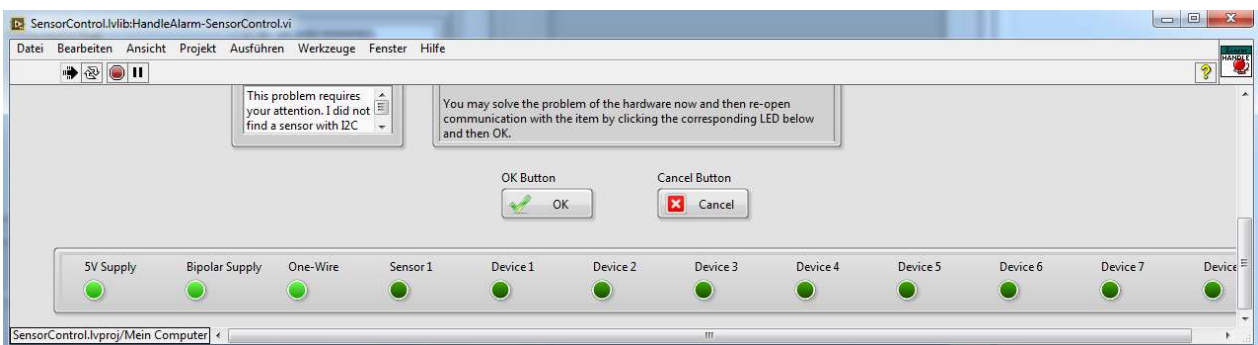 SensorControl.lvlib:HandleAlarm-SensorControl.vi
Datei Bearbeiten Ansicht Projekt Ausführen Werkzeuge Fenster Hilfe
HANDLE
This problem requires
your attention. I did not
find a sensor with I2C
You may solve the problem of the hardware now and then re-open
communication with the item by clicking the corresponding LED below
and then OK.
OK Button Cancel Button
OK Cancel
5V Supply Bipolar Supply One-Wire Sensor 1 Device 1 Device 2 Device 3 Device 4 Device 5 Device 6 Device 7 Device
SensorControl.lvproj/Mein Computer